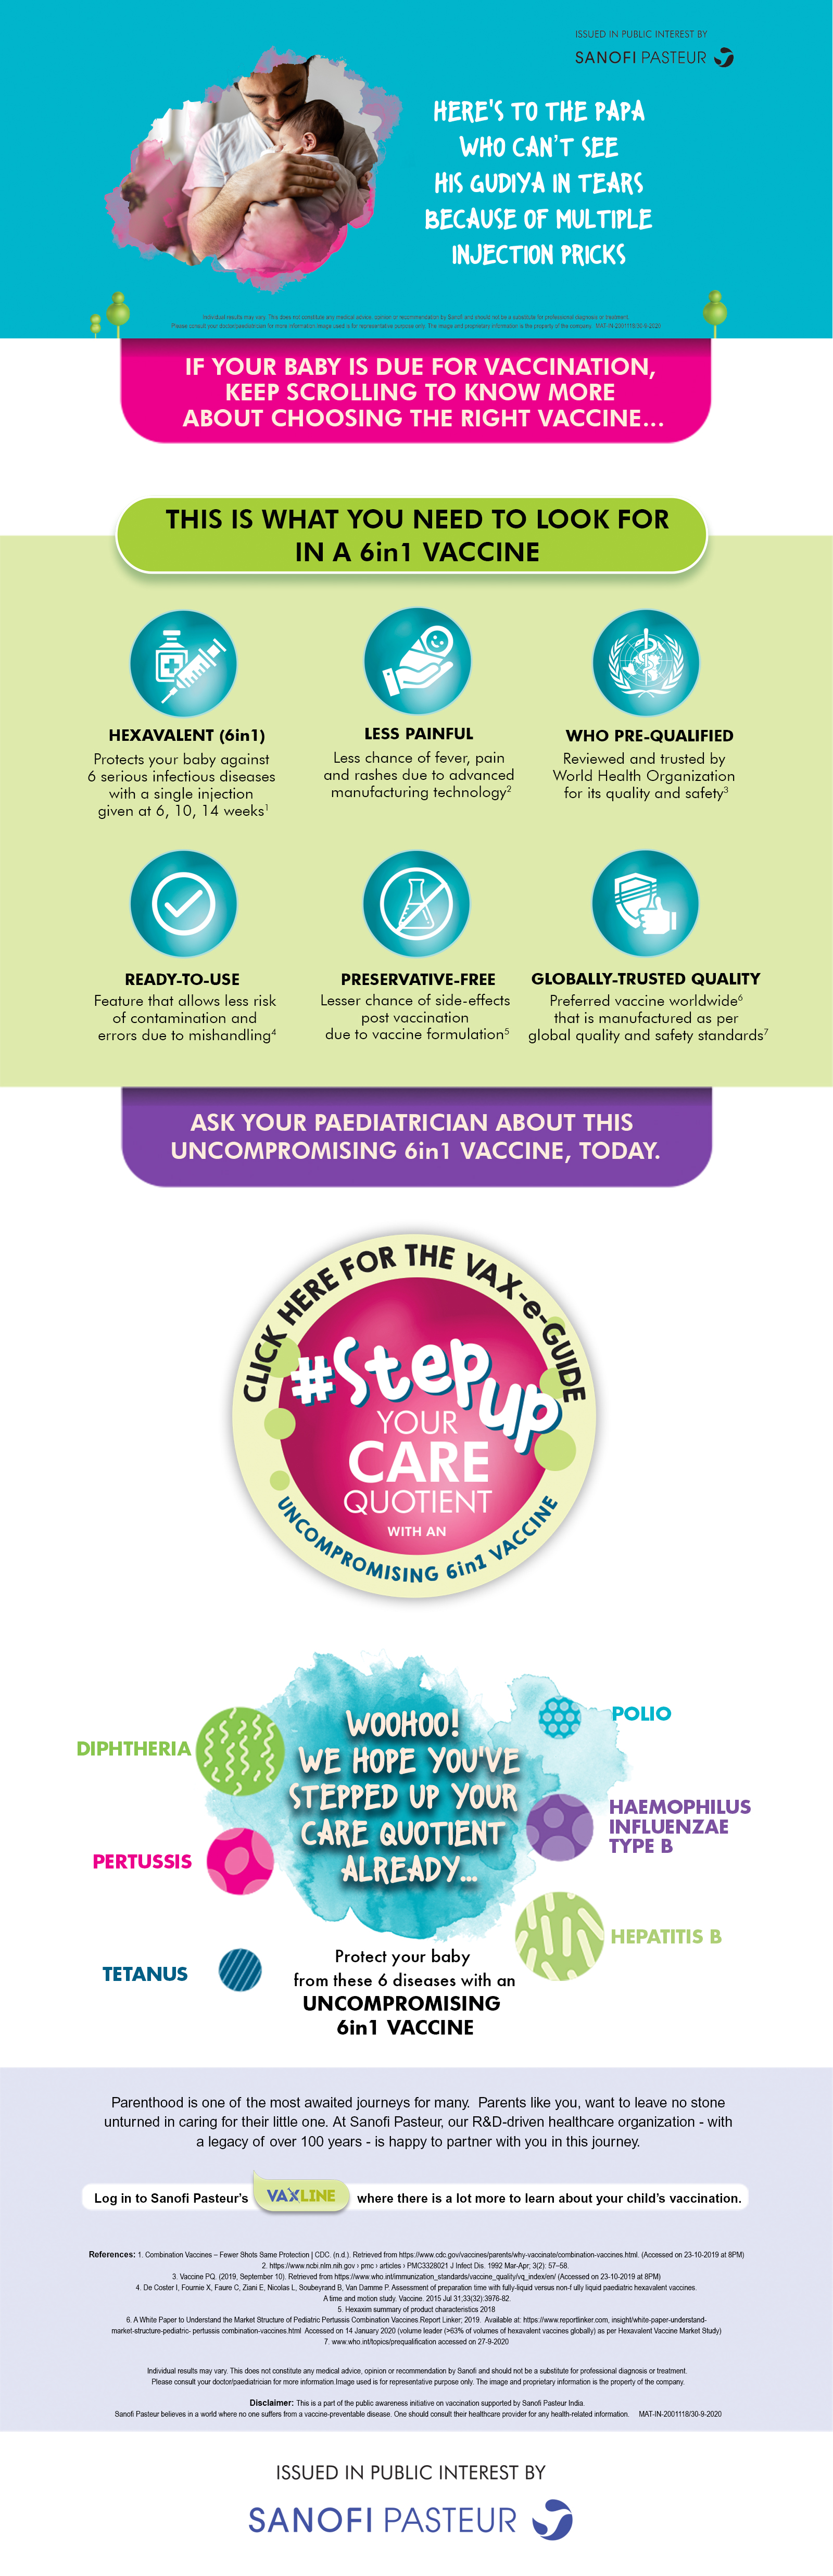 ISSUED IN PUBLIC INTEREST BY
SANOFI PASTEUR
HERE'S TO THE PAPA
WHO CAN'T SEE
HIS GUDIYA IN TEARS
BECAUSE OF MULTIPLE
INJECTION PRICKS
Individual results may vary. This does not constitute any medical advice, opinion or recommendation by Sanofi and should not be a substitute for professional diagnosis or treatment.
Please consult your doctor/paediatrician for more information.Image used is for representative purpose only. The image and proprietary information is the property of the company. MAT-IN-2001118/30-9-2020
IF YOUR BABY IS DUE FOR VACCINATION,
KEEP SCROLLING TO KNOW MORE
ABOUT CHOOSING THE RIGHT VACCINE...
THIS IS WHAT YOU NEED TO LOOK FOR
IN A 6in1 VACCINE
HEXAVALENT (6in1)
Protects your baby against
6 serious infectious diseases
with a single injection
given at 6, 10, 14 weeks1
LESS PAINFUL
Less chance of fever, pain
and rashes due to advanced
manufacturing technology2
WHO PRE-QUALIFIED
Reviewed and trusted by
World Health Organization
for its quality and safety3
READY-TO-USE
Feature that allows less risk
of contamination and
errors due to mishandling4
PRESERVATIVE-FREE
Lesser chance of side-effects
post vaccination
due to vaccine formulation5
GLOBALLY-TRUSTED QUALITY
Preferred vaccine worldwide6
that is manufactured as per
global quality and safety standards7
ASK YOUR PAEDIATRICIAN ABOUT THIS
UNCOMPROMISING 6in1 VACCINE, TODAY.
CLICK HERE FOR THE VAX-e-GUIDE
#Step up
YOUR
CARE
QUOTIENT
WITH AN
UNCOMPROMISING 6in1 VACCINE
WOOHOO!
WE HOPE YOU'VE
STEPPED UP YOUR
CARE QUOTIENT
ALREADY...
DIPHTHERIA
PERTUSSIS
TETANUS
POLIO
HAEMOPHILUS
INFLUENZAE
TYPE B
HEPATITIS B
Protect your baby
from these 6 diseases with an
UNCOMPROMISING
6in1 VACCINE
Parenthood is one of the most awaited journeys for many. Parents like you, want to leave no stone
unturned in caring for their little one. At Sanofi Pasteur, our R&D-driven healthcare organization - with
a legacy of over 100 years - is happy to partner with you in this journey.
Log in to Sanofi Pasteur's VAXLINE where there is a lot more to learn about your child's vaccination.
References: 1. Combination Vaccines – Fewer Shots Same Protection | CDC. (n.d.). Retrieved from https://www.cdc.gov/vaccines/parents/why-vaccinate/combination-vaccines.html. (Accessed on 23-10-2019 at 8PM)
2. https://www.ncbi.nlm.nih.gov › pmc › articles › PMC3328021 J Infect Dis. 1992 Mar-Apr; 3(2): 57–58.
3. Vaccine PQ. (2019, September 10). Retrieved from https://www.who.int/immunization_standards/vaccine_quality/vq_index/en/ (Accessed on 23-10-2019 at 8PM)
4. De Coster I, Fournie X, Faure C, Ziani E, Nicolas L, Soubeyrand B, Van Damme P. Assessment of preparation time with fully-liquid versus non-f ully liquid paediatric hexavalent vaccines.
A time and motion study. Vaccine. 2015 Jul 31;33(32):3976-82.
5. Hexaxim summary of product characteristics 2018
6. A White Paper to Understand the Market Structure of Pediatric Pertussis Combination Vaccines Report Linker; 2019. Available at: https://www.reportlinker.com, insight/white-paper-understand-
market-structure-pediatric- pertussis combination-vaccines.html Accessed on 14 January 2020 (volume leader (>63% of volumes of hexavalent vaccines globally) as per Hexavalent Vaccine Market Study)
7. www.who.int/topics/prequalification accessed on 27-9-2020
Individual results may vary. This does not constitute any medical advice, opinion or recommendation by Sanofi and should not be a substitute for professional diagnosis or treatment.
Please consult your doctor/paediatrician for more information.Image used is for representative purpose only. The image and proprietary information is the property of the company.
Disclaimer: This is a part of the public awareness initiative on vaccination supported by Sanofi Pasteur India.
Sanofi Pasteur believes in a world where no one suffers from a vaccine-preventable disease. One should consult their healthcare provider for any health-related information. MAT-IN-2001118/30-9-2020
ISSUED IN PUBLIC INTEREST BY
SANOFI PASTEUR